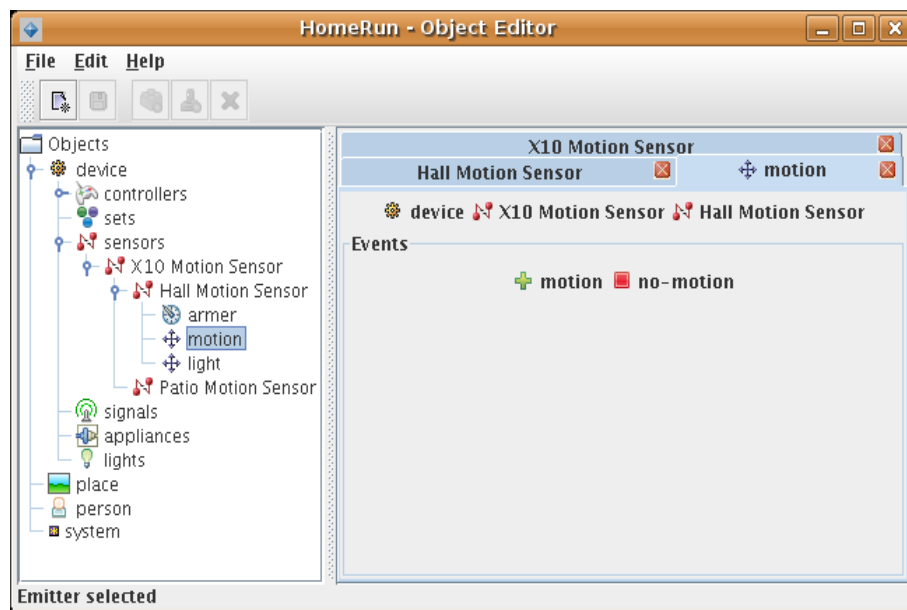 HomeRun - Object Editor
File Edit Help
Objects
device
controllers
sets
sensors
X10 Motion Sensor
Hall Motion Sensor
armer
motion
light
Patio Motion Sensor
signals
appliances
lights
place
person
system
X10 Motion Sensor
Hall Motion Sensor motion
device X10 Motion Sensor Hall Motion Sensor
Events
motion no-motion
Emitter selected